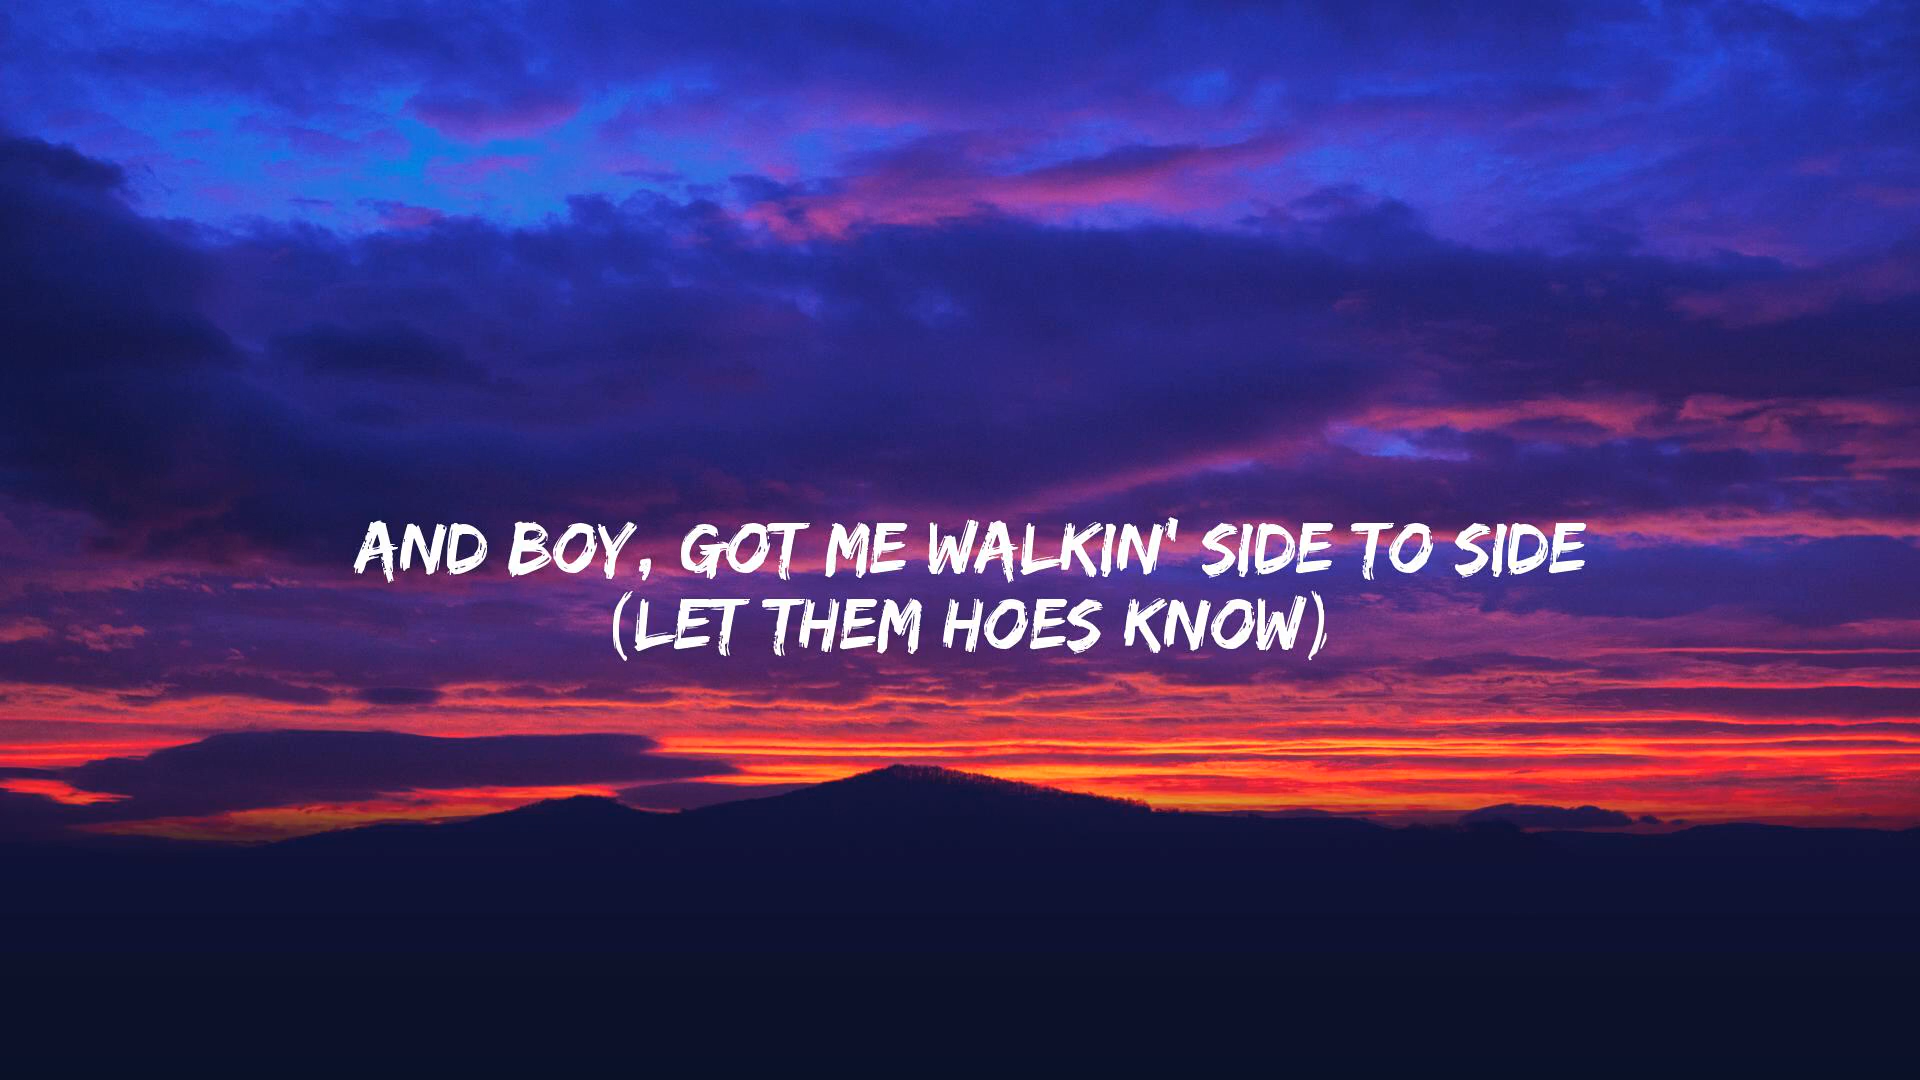 AND BOY, GOT ME WALKIN' SIDE TO SIDE
(LET THEM HOES KNOW)